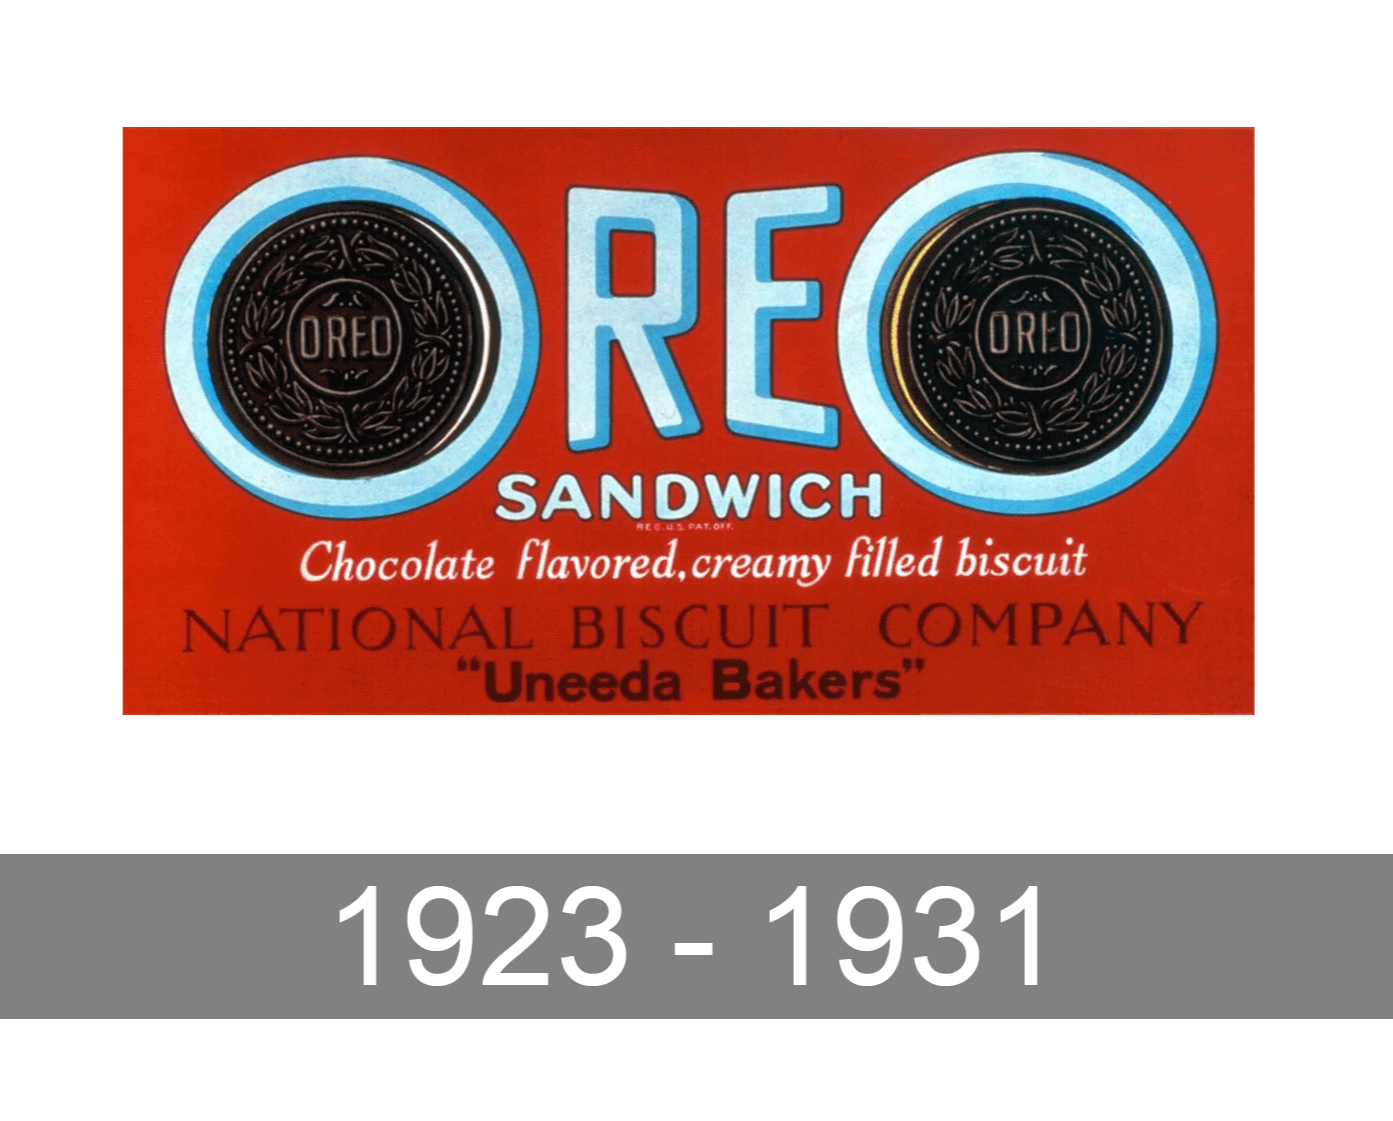 OREO
OREO
OREO
SANDWICH
REG. U.S. PAT. OFF.
Chocolate flavored, creamy filled biscuit
NATIONAL BISCUIT COMPANY
"Uneeda Bakers"
1923 - 1931